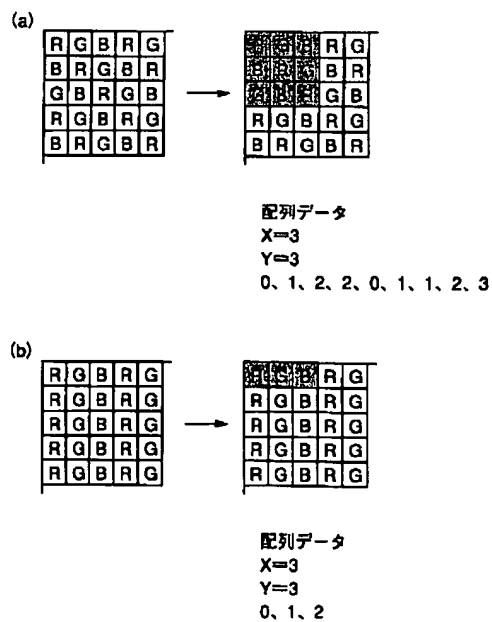 (a)
R G B R G R G B R G
B R G B R B R G B R
G B R G B G B R G B
R G B R G R G B R G
B R G B R B R G B R
配列データ
X=3
Y=3
0、1、2、2、0、1、1、2、3
(b)
R G B R G R G B R G
R G B R G R G B R G
R G B R G R G B R G
R G B R G R G B R G
R G B R G R G B R G
配列データ
X=3
Y=3
0、1、2